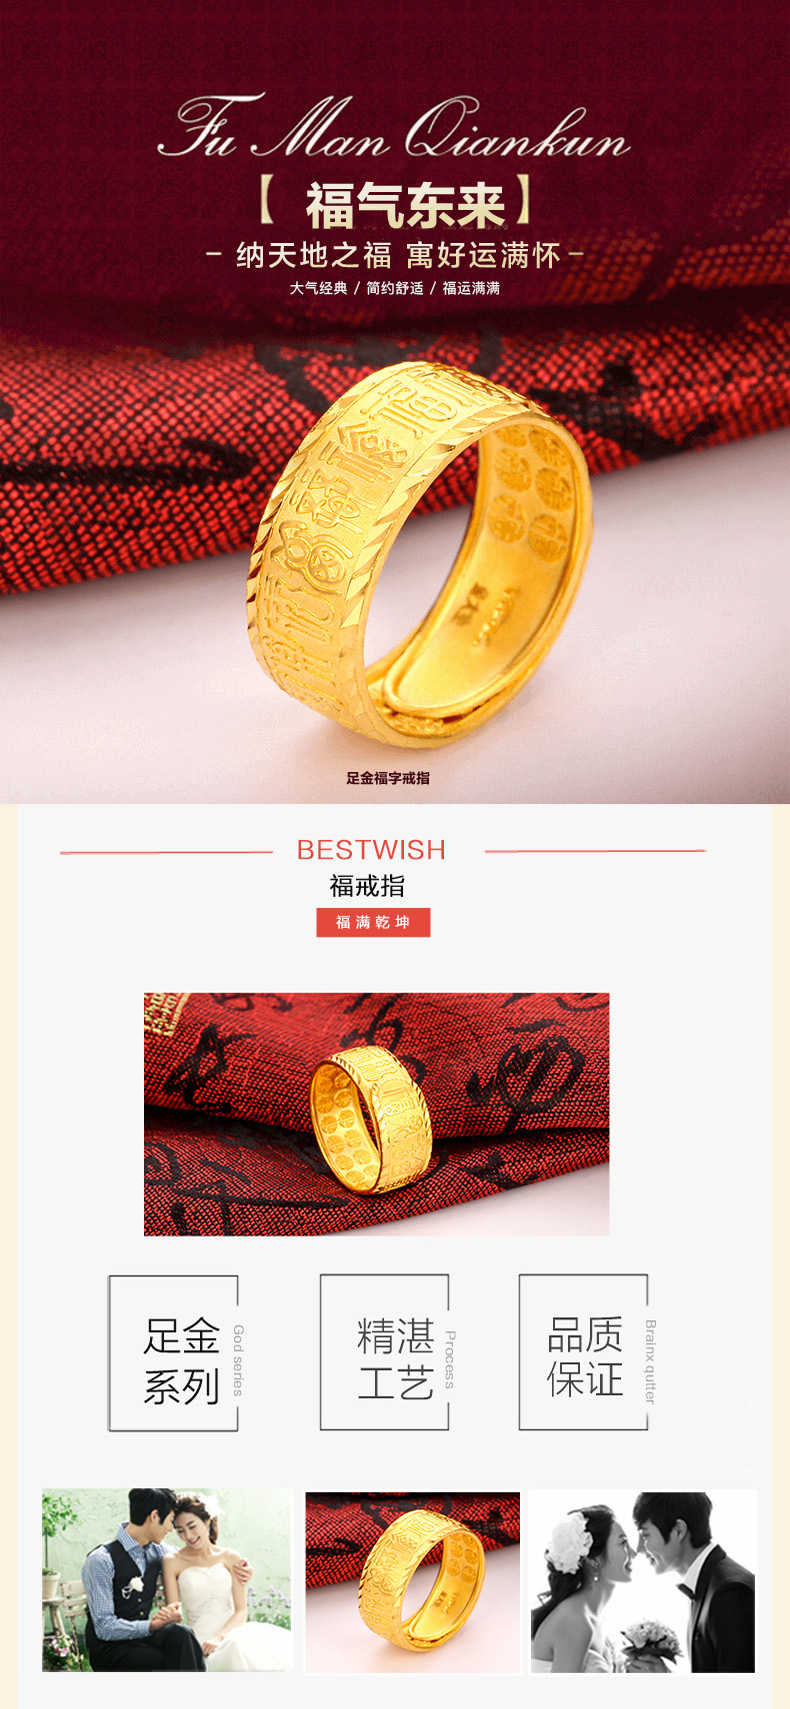 Fu Man Qiankun
【 福气东来】
- 纳天地之福 寓好运满怀 -
大气经典 / 简约舒适 / 福运满满
足金福字戒指
BESTWISH
福戒指
福满乾坤
足金
系列
God series
精湛
工艺
Process
品质
保证
Brainx qutter